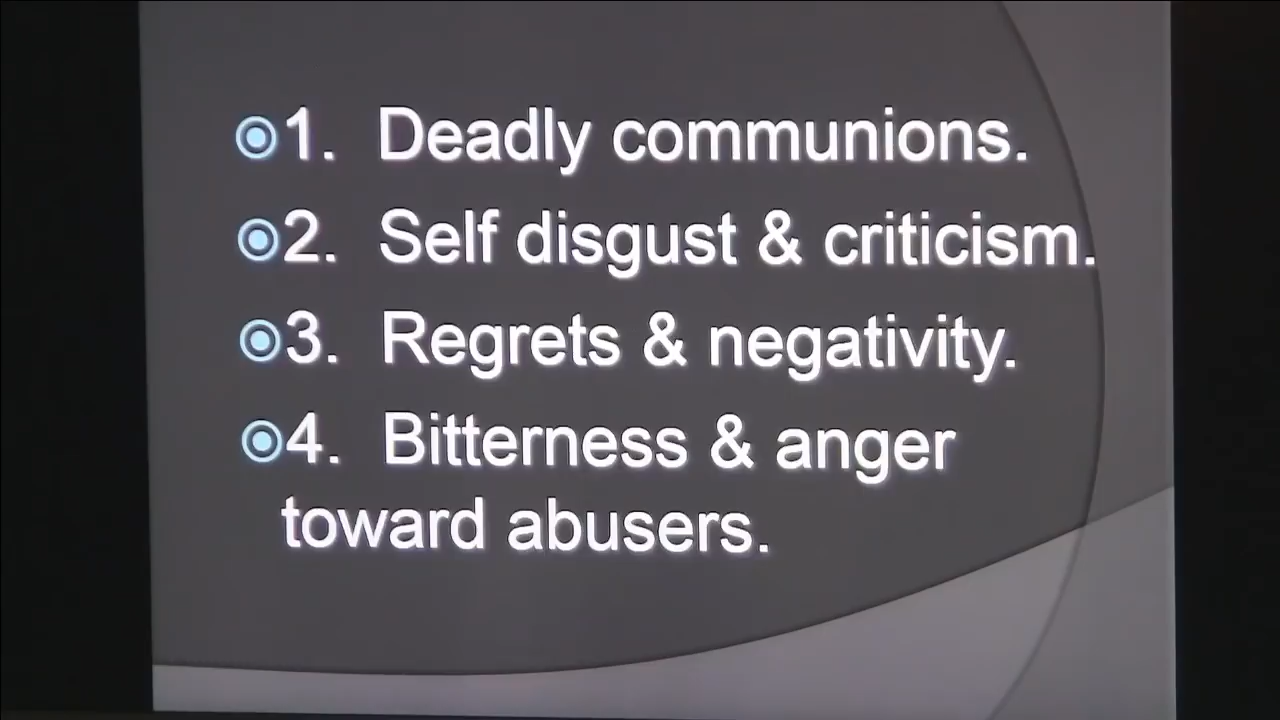 1. Deadly communions.
2. Self disgust & criticism.
3. Regrets & negativity.
4. Bitterness & anger
toward abusers.